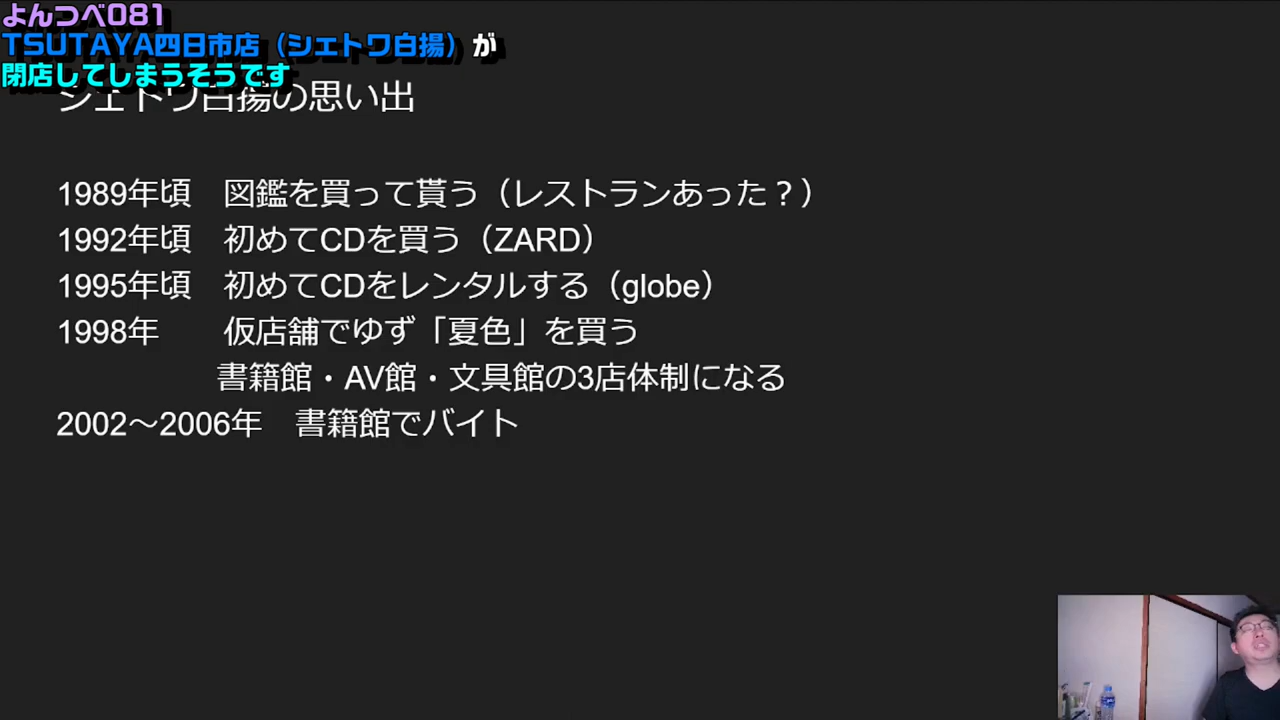 よんつべ081
TSUTAYA四日市店（シェトワ白揚）が
閉店してしまうそうです
シェトワ白揚の思い出
1989年頃　図鑑を買って貰う（レストランあった？）
1992年頃　初めてCDを買う（ZARD）
1995年頃　初めてCDをレンタルする（globe）
1998年　　仮店舗でゆず「夏色」を買う
書籍館・AV館・文具館の3店体制になる
2002～2006年　書籍館でバイト